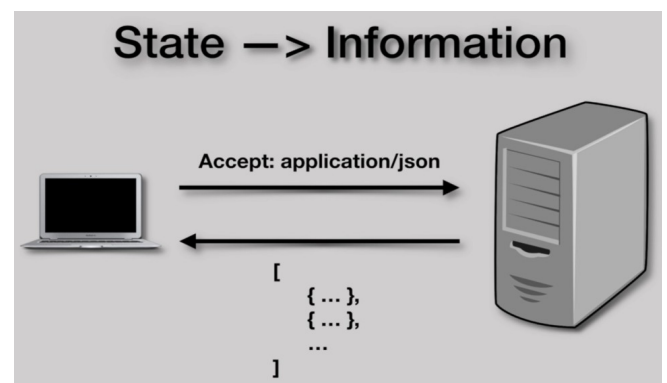 State —> Information
Accept: application/json
[
{ ... },
{ ... },
...
]